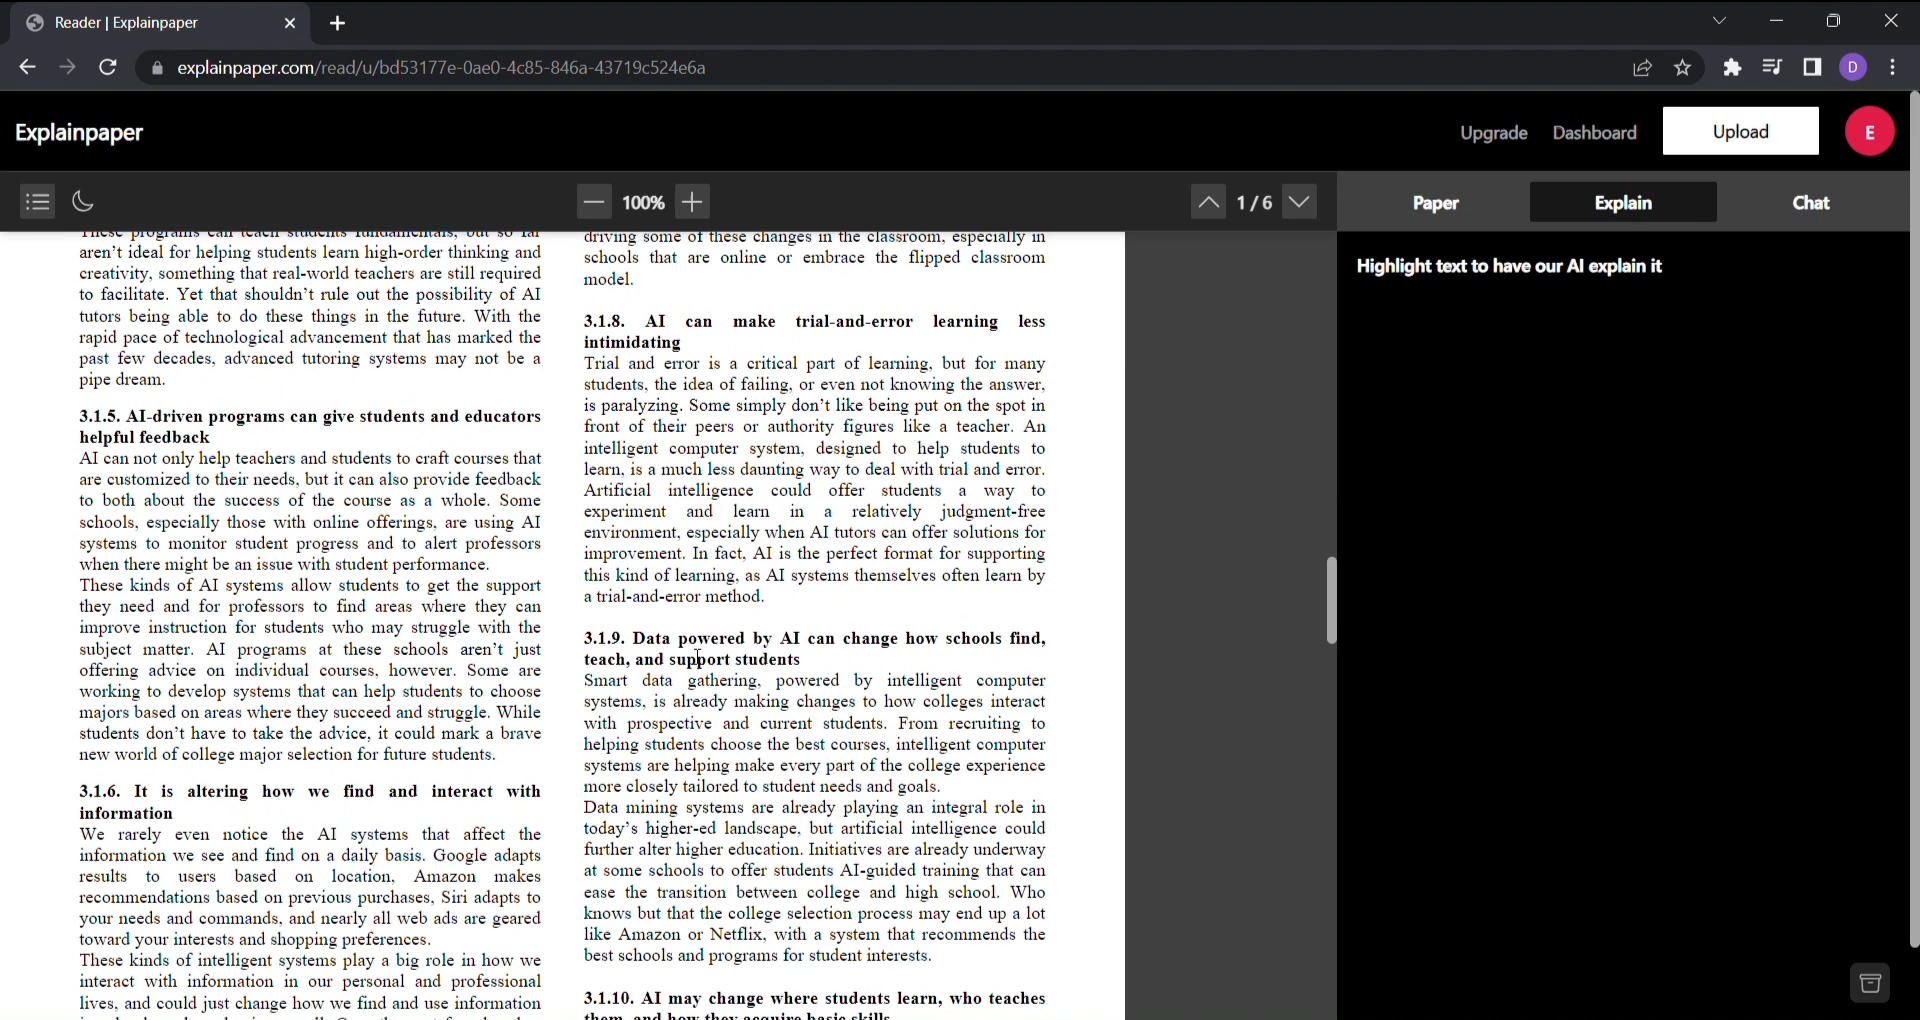 Reader | Explainpaper
explainpaper.com/read/u/bd53177e-0ae0-4c85-846a-43719c524e6a
D
Explainpaper
Upgrade
Dashboard
Upload
E
100%
1 / 6
Paper
Explain
Chat
These programs can teach students fundamentals, but so far
aren't ideal for helping students learn high-order thinking and
creativity, something that real-world teachers are still required
to facilitate. Yet that shouldn't rule out the possibility of AI
tutors being able to do these things in the future. With the
rapid pace of technological advancement that has marked the
past few decades, advanced tutoring systems may not be a
pipe dream.
3.1.5. AI-driven programs can give students and educators
helpful feedback
AI can not only help teachers and students to craft courses that
are customized to their needs, but it can also provide feedback
to both about the success of the course as a whole. Some
schools, especially those with online offerings, are using AI
systems to monitor student progress and to alert professors
when there might be an issue with student performance.
These kinds of AI systems allow students to get the support
they need and for professors to find areas where they can
improve instruction for students who may struggle with the
subject matter. AI programs at these schools aren't just
offering advice on individual courses, however. Some are
working to develop systems that can help students to choose
majors based on areas where they succeed and struggle. While
students don't have to take the advice, it could mark a brave
new world of college major selection for future students.
3.1.6. It is altering how we find and interact with
information
We rarely even notice the AI systems that affect the
information we see and find on a daily basis. Google adapts
results to users based on location, Amazon makes
recommendations based on previous purchases, Siri adapts to
your needs and commands, and nearly all web ads are geared
toward your interests and shopping preferences.
These kinds of intelligent systems play a big role in how we
interact with information in our personal and professional
lives, and could just change how we find and use information
driving some of these changes in the classroom, especially in
schools that are online or embrace the flipped classroom
model.
3.1.8. AI can make trial-and-error learning less
intimidating
Trial and error is a critical part of learning, but for many
students, the idea of failing, or even not knowing the answer,
is paralyzing. Some simply don't like being put on the spot in
front of their peers or authority figures like a teacher. An
intelligent computer system, designed to help students to
learn, is a much less daunting way to deal with trial and error.
Artificial intelligence could offer students a way to
experiment and learn in a relatively judgment-free
environment, especially when AI tutors can offer solutions for
improvement. In fact, AI is the perfect format for supporting
this kind of learning, as AI systems themselves often learn by
a trial-and-error method.
3.1.9. Data powered by AI can change how schools find,
teach, and support students
Smart data gathering, powered by intelligent computer
systems, is already making changes to how colleges interact
with prospective and current students. From recruiting to
helping students choose the best courses, intelligent computer
systems are helping make every part of the college experience
more closely tailored to student needs and goals.
Data mining systems are already playing an integral role in
today's higher-ed landscape, but artificial intelligence could
further alter higher education. Initiatives are already underway
at some schools to offer students AI-guided training that can
ease the transition between college and high school. Who
knows but that the college selection process may end up a lot
like Amazon or Netflix, with a system that recommends the
best schools and programs for student interests.
3.1.10. AI may change where students learn, who teaches
them, and how they acquire basic skills
Highlight text to have our AI explain it